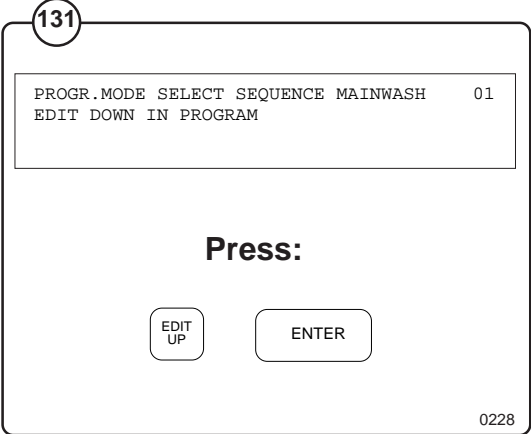 131
PROGR.MODE SELECT SEQUENCE MAINWASH 01
EDIT DOWN IN PROGRAM
Press:
EDIT
UP
ENTER
0228